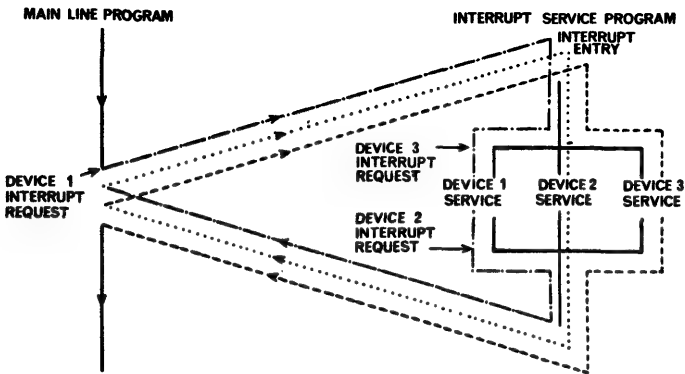 MAIN LINE PROGRAM
INTERRUPT SERVICE PROGRAM
INTERRUPT
ENTRY
DEVICE 3
INTERRUPT
REQUEST
DEVICE 1
INTERRUPT
REQUEST
DEVICE 1
SERVICE
DEVICE 2
SERVICE
DEVICE 3
SERVICE
DEVICE 2
INTERRUPT
REQUEST